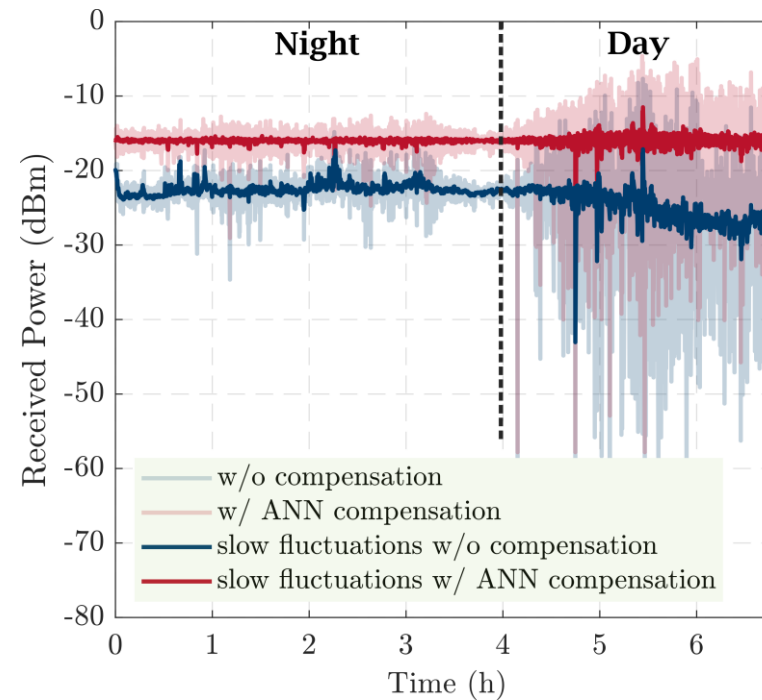 Night
Day
0
-10
-20
-30
-40
-50
-60
-70
-80
Received Power (dBm)
w/o compensation
w/ ANN compensation
slow fluctuations w/o compensation
slow fluctuations w/ ANN compensation
0 1 2 3 4 5 6
Time (h)